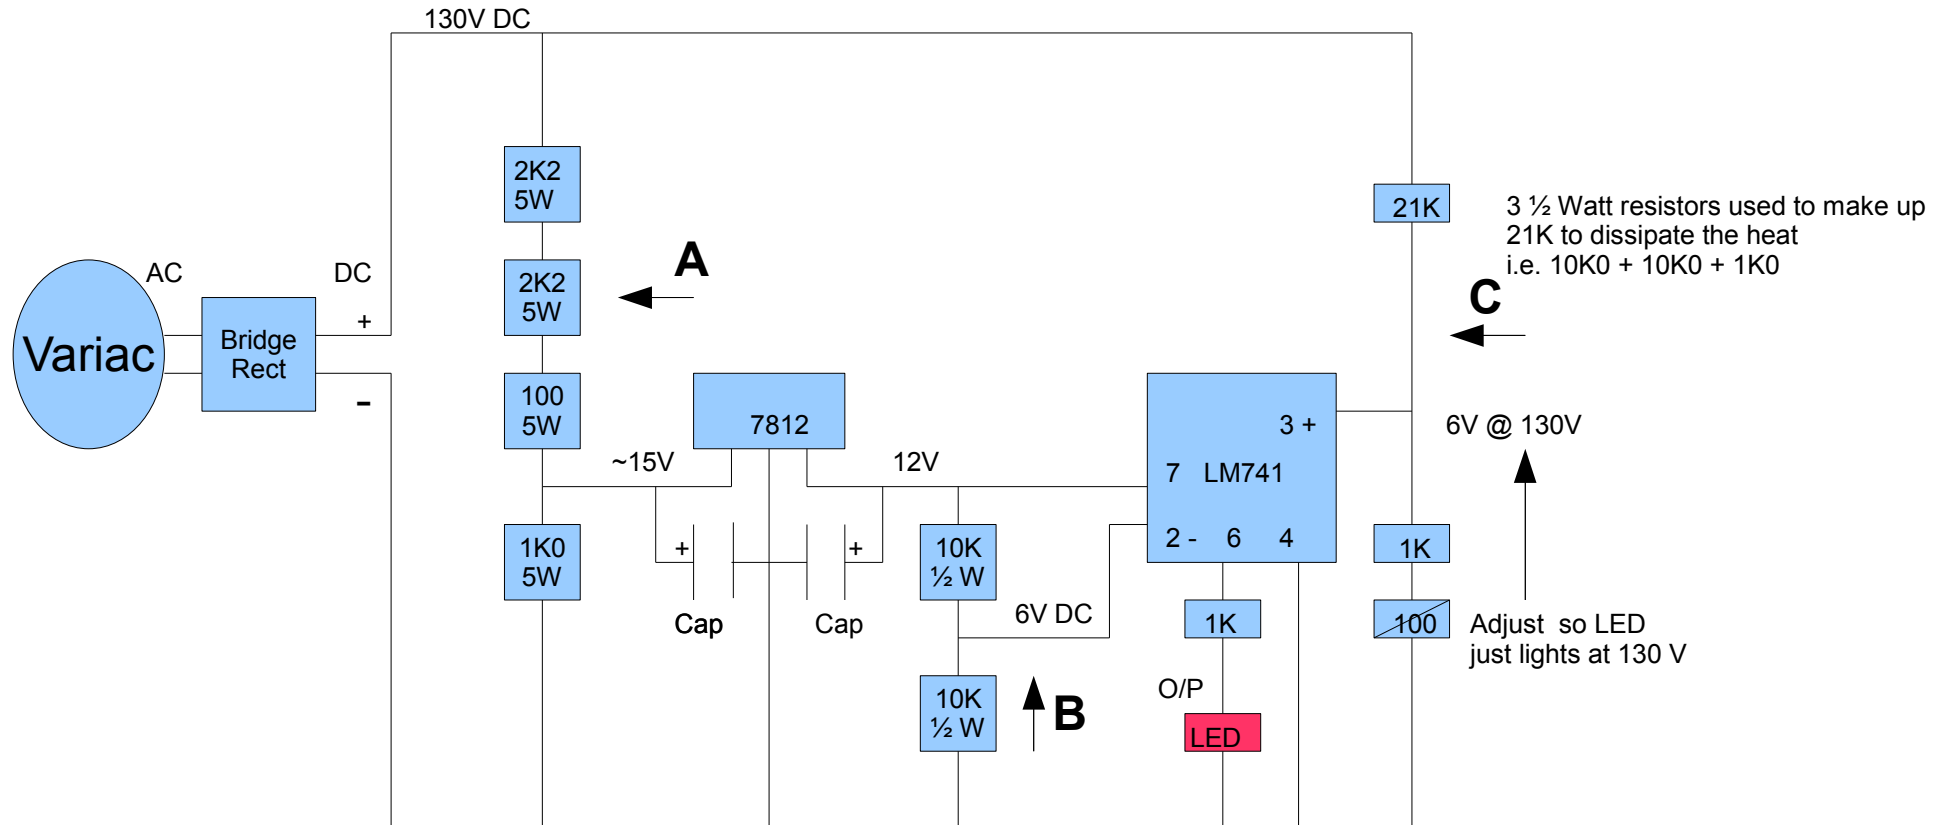 130V DC
2K2
5W
21K
3 ½ Watt resistors used to make up
21K to dissipate the heat
i.e. 10K0 + 10K0 + 1K0
A
AC
DC
2K2
5W
C
+
Variac
Bridge
Rect
-
100
5W
7812
3 +
6V @ 130V
~15V
12V
7 LM741
1K0
5W
+
+
10K
½ W
2 - 6 4
1K
Cap
Cap
6V DC
1K
100
Adjust so LED
just lights at 130 V
O/P
10K
½ W
B
LED